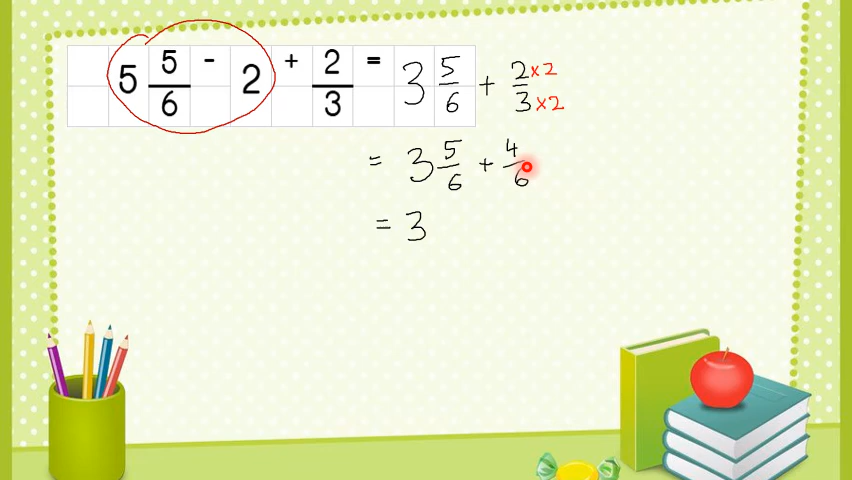 5 5/6 - 2 + 2/3 = 3 5/6 + 2×2/3×2
= 3 5/6 + 4/6
= 3